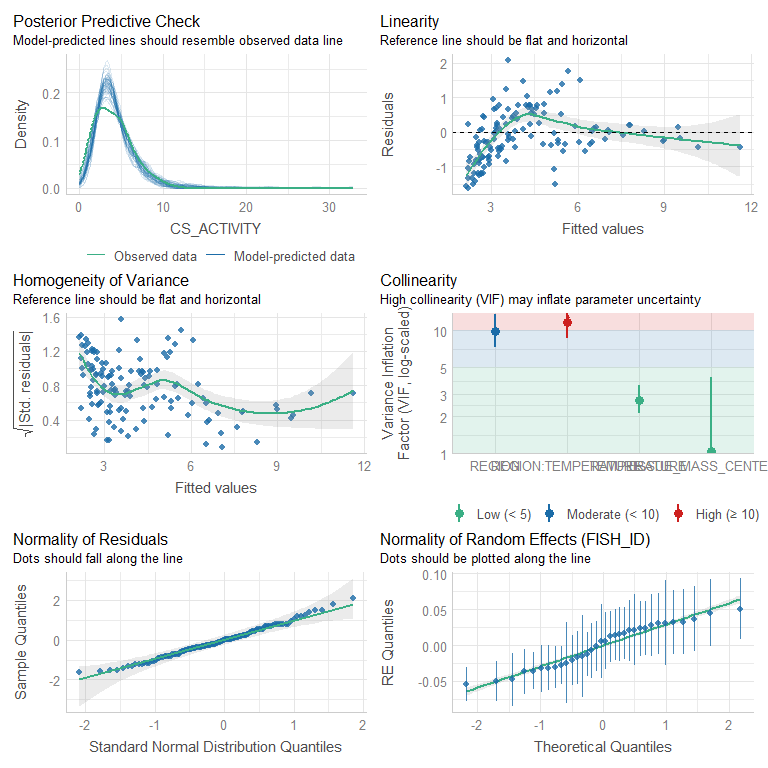 Posterior Predictive Check
Model-predicted lines should resemble observed data line
Density
0.2
0.1
0.0
0
10
20
30
CS_ACTIVITY
Observed data
Model-predicted data
Linearity
Reference line should be flat and horizontal
Residuals
2
1
0
-1
3
6
9
12
Fitted values
Homogeneity of Variance
Reference line should be flat and horizontal
√|Std. residuals|
1.6
1.2
0.8
0.4
3
6
9
12
Fitted values
Collinearity
High collinearity (VIF) may inflate parameter uncertainty
Variance Inflation
Factor (VIF, log-scaled)
10
5
3
2
1
Low (< 5)
Moderate (< 10)
High (≥ 10)
Normality of Residuals
Dots should fall along the line
Sample Quantiles
2
0
-2
-2
-1
0
1
2
Standard Normal Distribution Quantiles
Normality of Random Effects (FISH_ID)
Dots should be plotted along the line
RE Quantiles
0.10
0.05
0.00
-0.05
-2
-1
0
1
2
Theoretical Quantiles